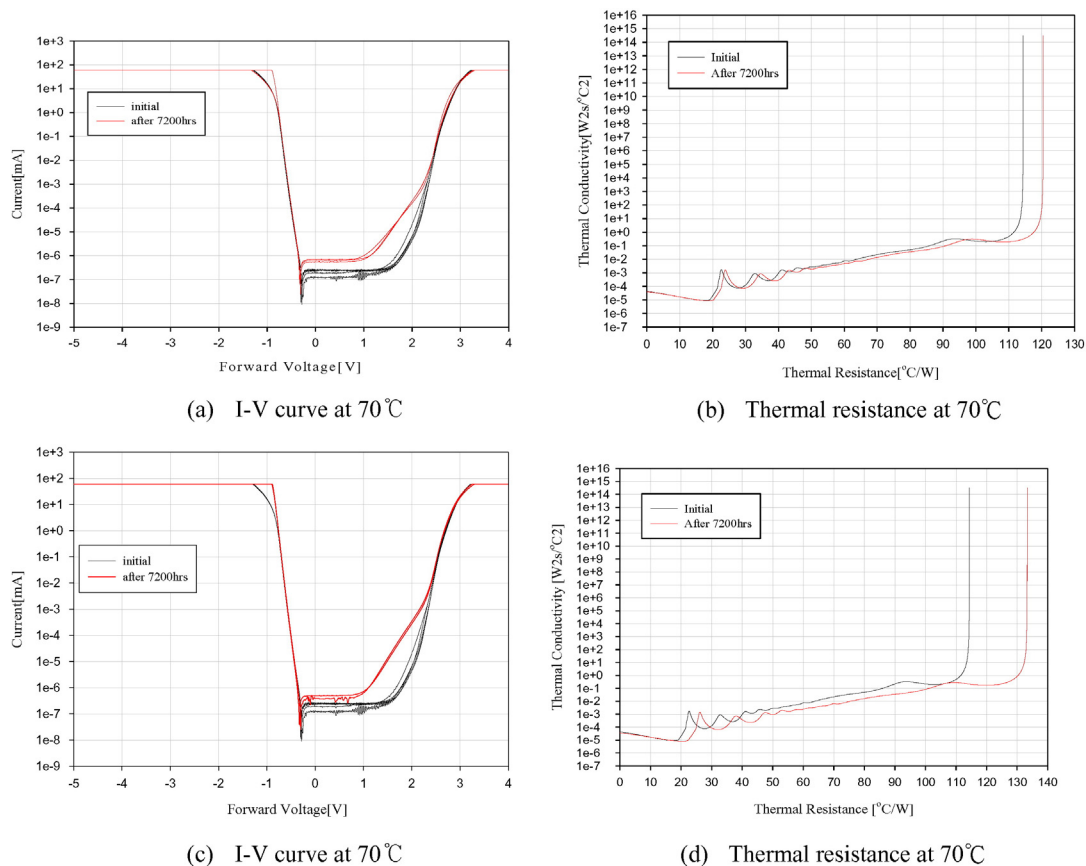 (a)
1e+3
1e+2
1e+1
1e+0
1e-1
1e-2
1e-3
1e-4
1e-5
1e-6
1e-7
1e-8
1e-9
Current[mA]
initial
after 7200hrs
-5 -4 -3 -2 -1 0 1 2 3 4
Forward Voltage[V]
(a) I-V curve at 70℃
1e+16
1e+15
1e+14
1e+13
1e+12
1e+11
1e+10
1e+9
1e+8
1e+7
1e+6
1e+5
1e+4
1e+3
1e+2
1e+1
1e+0
1e-1
1e-2
1e-3
1e-4
1e-5
1e-6
1e-7
Thermal Conductivity[W2s/°C2]
Initial
After 7200hrs
0 10 20 30 40 50 60 70 80 90 100 110 120 130
Thermal Resistance[°C/W]
(b) Thermal resistance at 70℃
1e+3
1e+2
1e+1
1e+0
1e-1
1e-2
1e-3
1e-4
1e-5
1e-6
1e-7
1e-8
1e-9
Current[mA]
initial
after 7200hrs
-5 -4 -3 -2 -1 0 1 2 3 4
Forward Voltage[V]
(c) I-V curve at 70℃
1e+16
1e+15
1e+14
1e+13
1e+12
1e+11
1e+10
1e+9
1e+8
1e+7
1e+6
1e+5
1e+4
1e+3
1e+2
1e+1
1e+0
1e-1
1e-2
1e-3
1e-4
1e-5
1e-6
1e-7
Thermal Conductivity [W2s/°C2]
Initial
After 7200hrs
0 10 20 30 40 50 60 70 80 90 100 110 120 130 140
Thermal Resistance [°C/W]
(d) Thermal resistance at 70℃